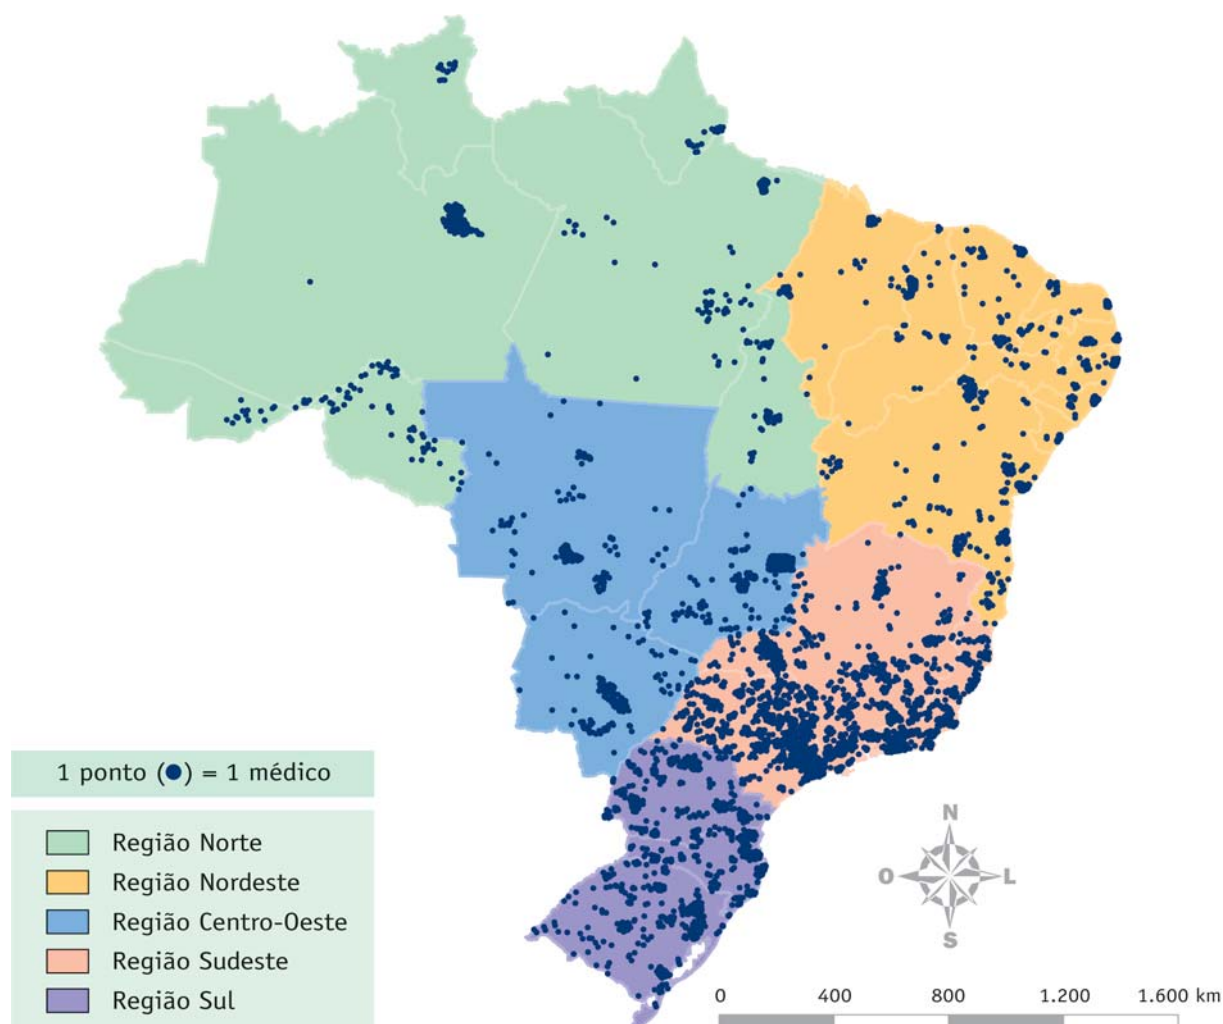 1 ponto (●) = 1 médico
Região Norte
Região Nordeste
Região Centro-Oeste
Região Sudeste
Região Sul
N
O L
S
0 400 800 1.200 1.600 km